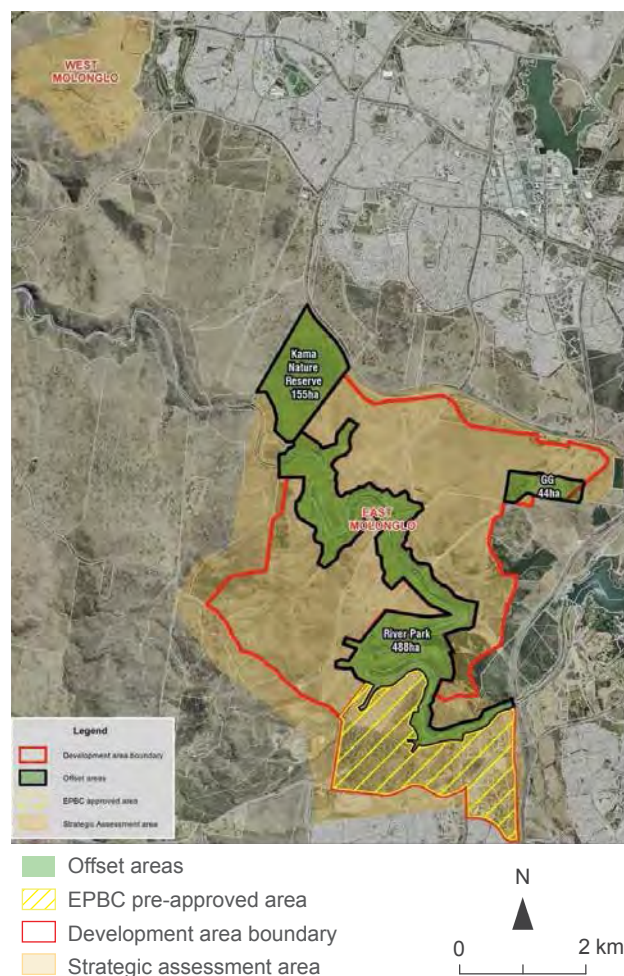 WEST
MOLONGLO
Kama
Nature
Reserve
155ha
GG
44ha
EAST
MOLONGLO
River Park
488ha
Legend
Development area boundary
Offset areas
EPBC approved area
Strategic Assessment area
Offset areas
EPBC pre-approved area
Development area boundary
Strategic assessment area
N
0 2 km